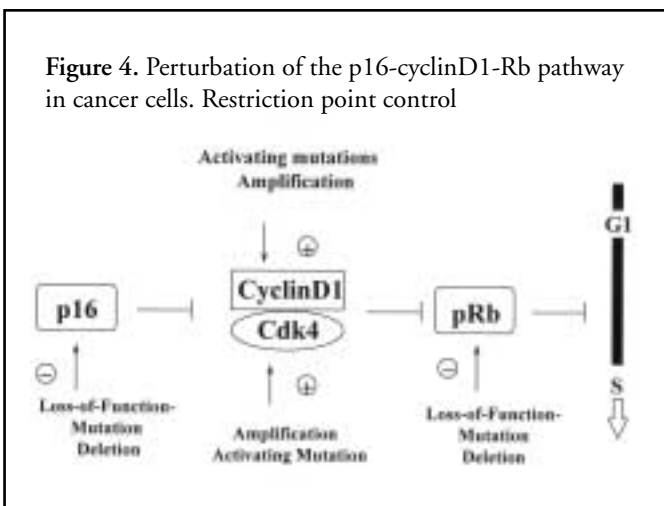 Figure 4. Perturbation of the p16-cyclinD1-Rb pathway
in cancer cells. Restriction point control
Activating mutations
Amplification
+
G1
CyclinD1
p16
pRb
Cdk4
−
+
−
S
Loss-of-Function-
Mutation
Deletion
Amplification
Activating Mutation
Loss-of-Function-
Mutation
Deletion